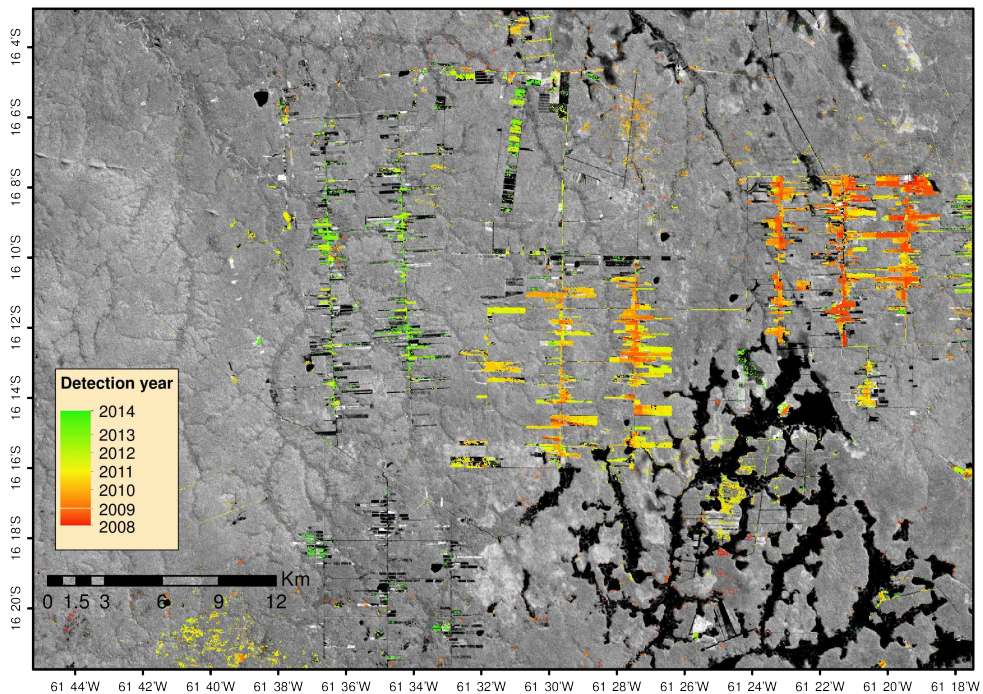 16 4'S
16 6'S
16 8'S
16 10'S
16 12'S
16 14'S
16 16'S
16 18'S
16 20'S
Detection year
2014
2013
2012
2011
2010
2009
2008
Km
0 1.5 3 6 9 12
61 44'W 61 42'W 61 40'W 61 38'W 61 36'W 61 34'W 61 32'W 61 30'W 61 28'W 61 26'W 61 24'W 61 22'W 61 20'W 61 18'W